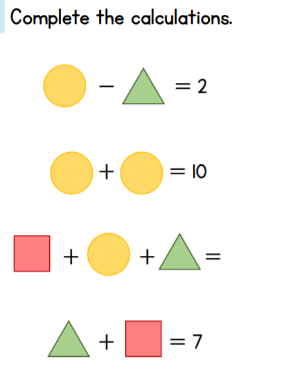 Complete the calculations.
- = 2
+ = 10
+ + =
+ = 7